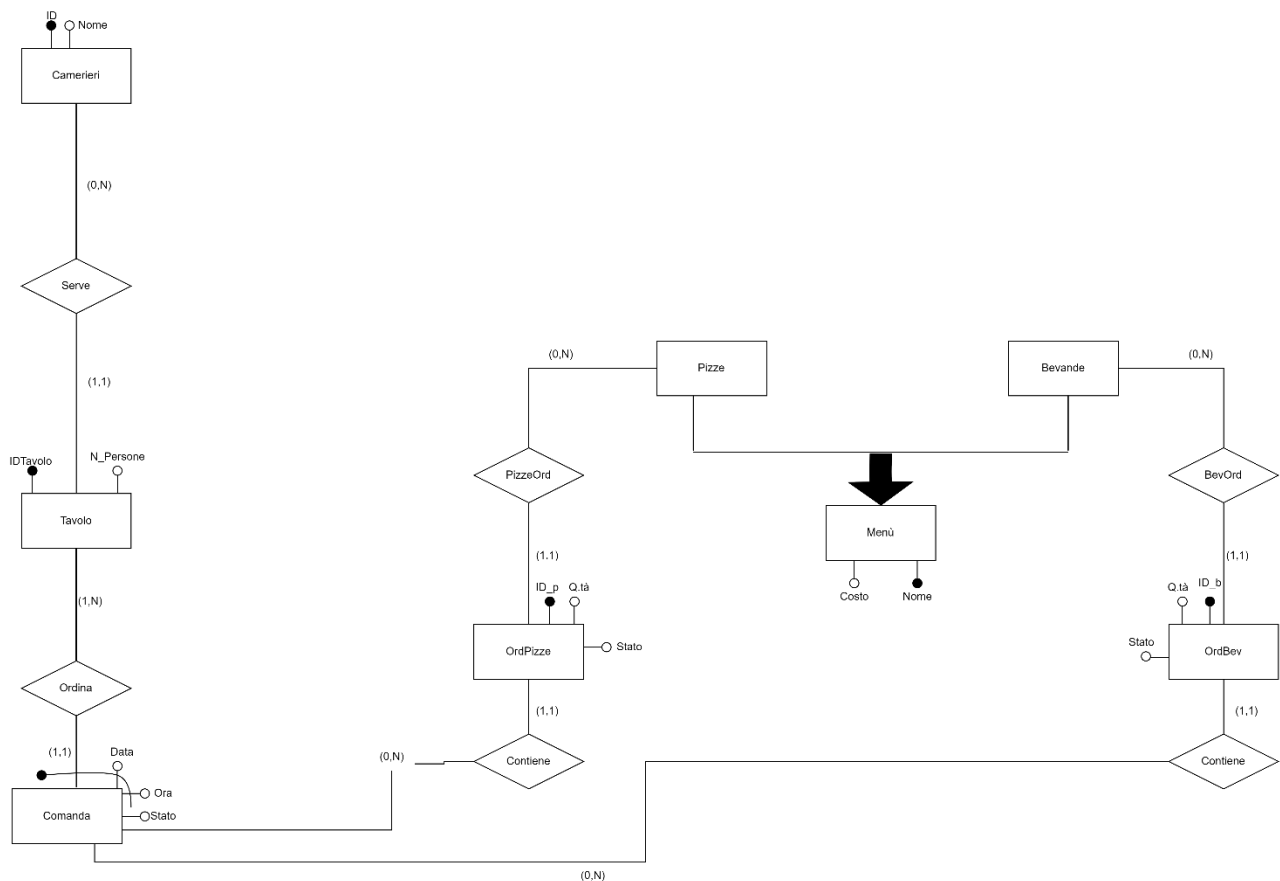 ID
Nome
Camerieri
(0,N)
Serve
(1,1)
IDTavolo
N_Persone
Tavolo
(1,N)
Ordina
(1,1)
Data
Ora
Stato
Comanda
(0,N)
(0,N)
Pizze
(0,N)
PizzeOrd
(1,1)
ID_p
Q.tà
OrdPizze
Stato
(1,1)
Contiene
Menù
Costo
Nome
Bevande
(0,N)
BevOrd
(1,1)
Q.tà
ID_b
Stato
OrdBev
(1,1)
Contiene